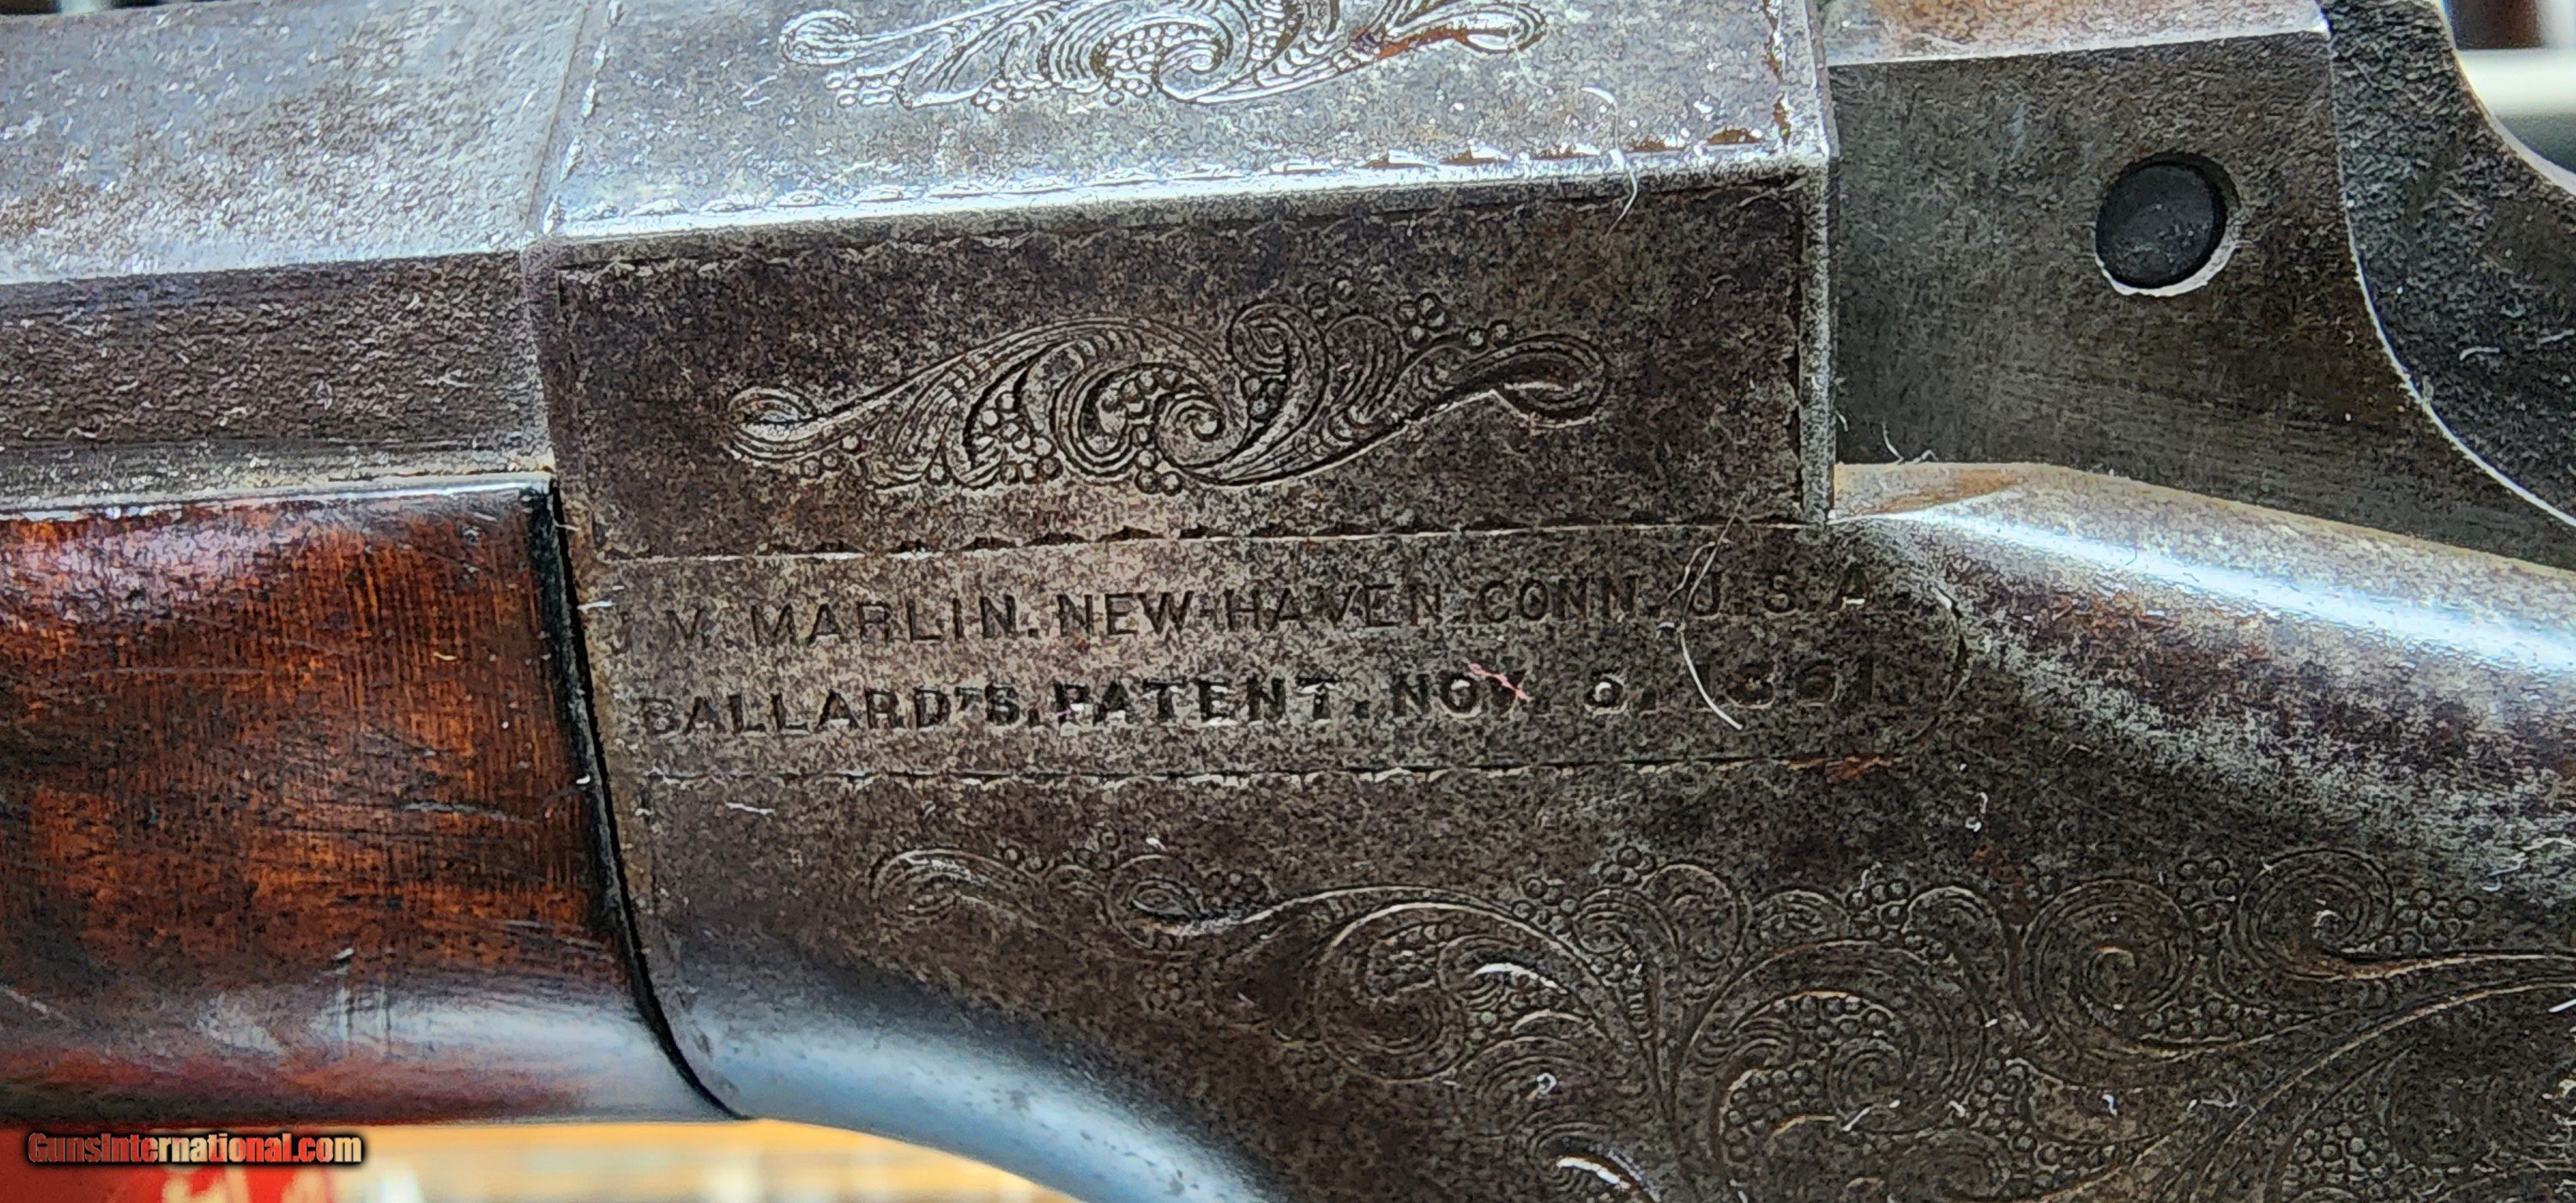 V. MARLIN. NEW-HAVEN. CONN. U.S.A.
BALLARD'S. PATENT. NOV. 5. 1861
GunsInternational.com